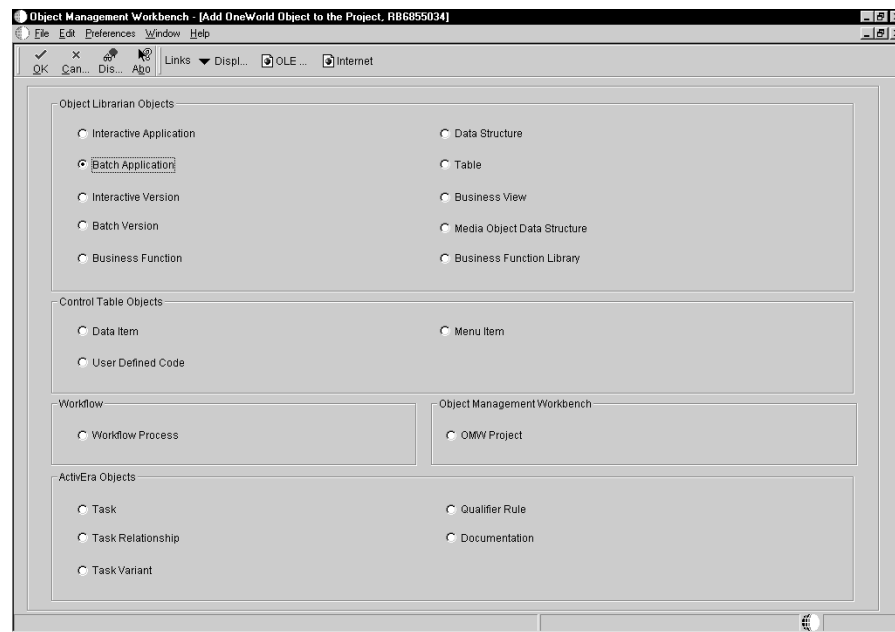 Object Management Workbench - [Add OneWorld Object to the Project, RB6855034]
File Edit Preferences Window Help
OK Can... Dis... Abo Links Displ... OLE ... Internet
Object Librarian Objects
Interactive Application Data Structure
Batch Application Table
Interactive Version Business View
Batch Version Media Object Data Structure
Business Function Business Function Library
Control Table Objects
Data Item Menu Item
User Defined Code
Workflow Object Management Workbench
Workflow Process OMW Project
ActivEra Objects
Task Qualifier Rule
Task Relationship Documentation
Task Variant